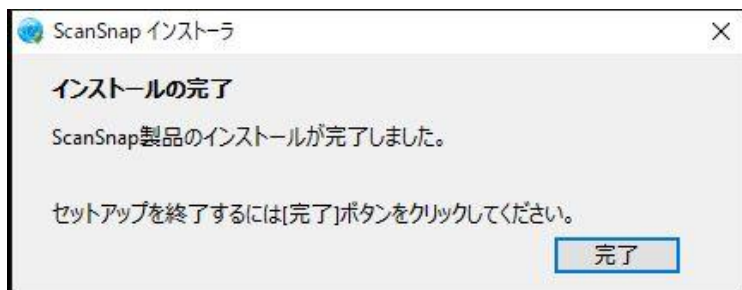 ScanSnap インストーラ
インストールの完了
ScanSnap製品のインストールが完了しました。
セットアップを終了するには[完了]ボタンをクリックしてください。
完了